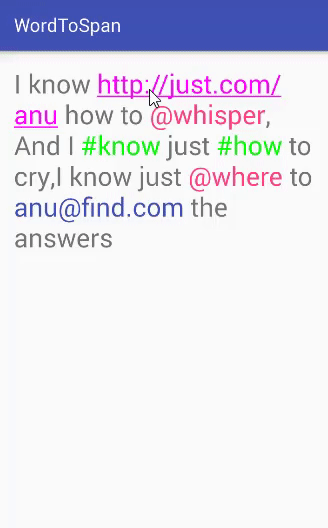 WordToSpan
I know http://just.com/
anu how to @whisper,
And I #know just #how to
cry,I know just @where to
anu@find.com the
answers